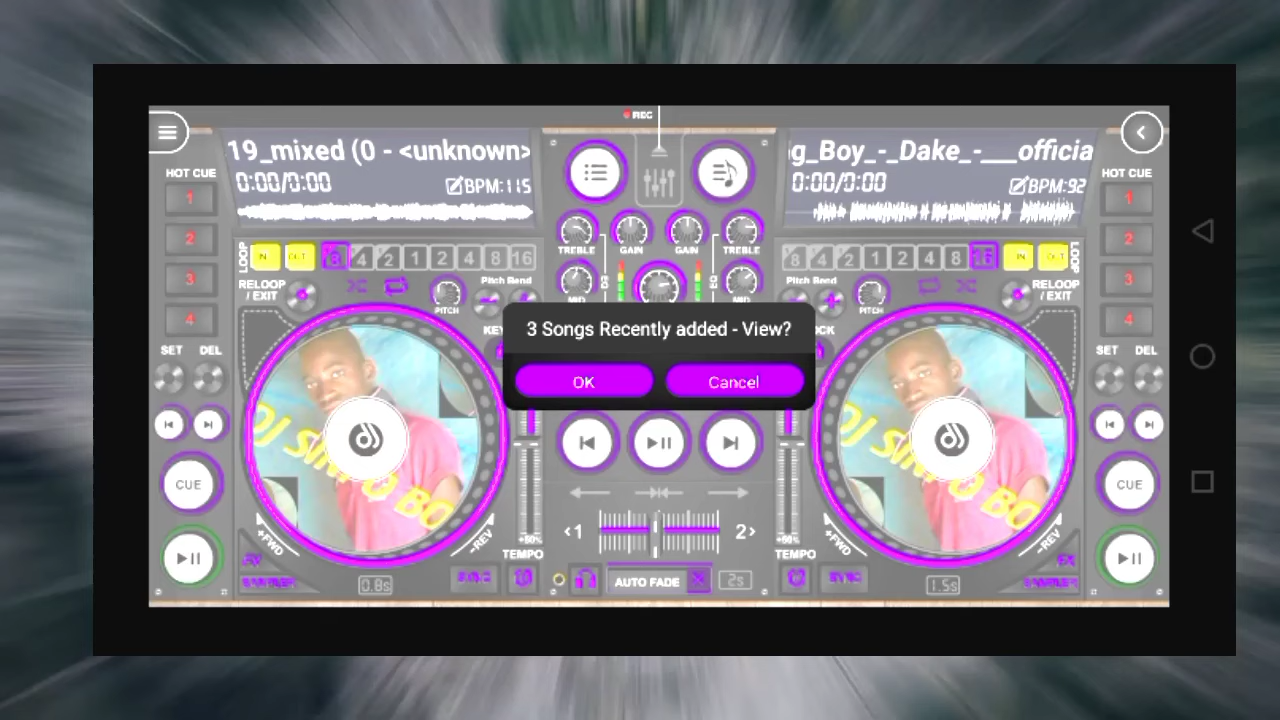 REC
19_mixed (0 - <unknown>
0:00/0:00
BPM:115
g_Boy_-_Dake_-___officia
0:00/0:00
BPM:92
HOT CUE
1
2
3
4
SET DEL
CUE
LOOP
IN OUT
4 2 1 2 4 8 16
RELOOP
/ EXIT
PITCH
Pitch Bend
TREBLE GAIN GAIN TREBLE
MID
EQ
EQ
MID
3 Songs Recently added - View?
OK Cancel
8 4 2 1 2 4 8 16
IN OUT
LOOP
Pitch Bend
PITCH
RELOOP
/ EXIT
HOT CUE
1
2
3
4
SET DEL
CUE
+FWD
-REV
TEMPO
SAMPLER
0.8s
SYNC
<1 2>
AUTO FADE
2s
TEMPO
SYNC
1.5s
+FWD
-REV
SAMPLER